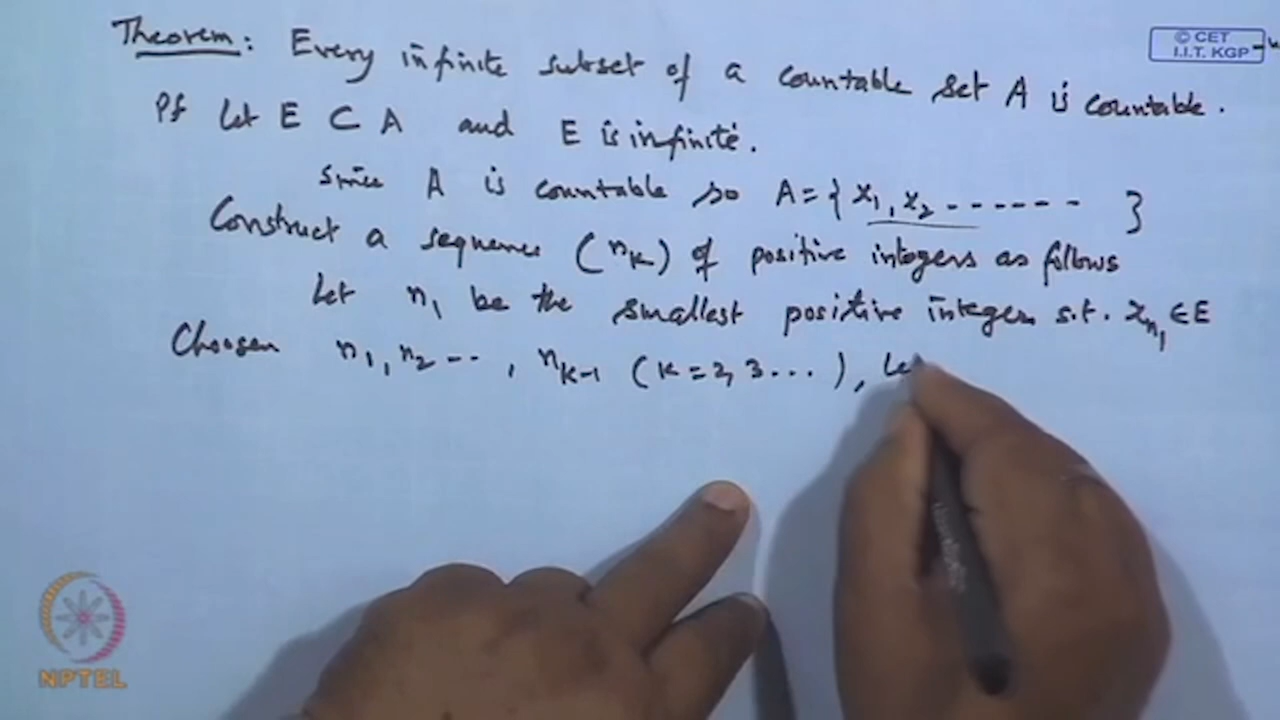 Theorem: Every infinite subset of a countable set A is countable.
© CET
I.I.T. KGP
Pf Let E ⊂ A and E is infinite.
Since A is countable so A = { x₁, x₂ ------ }
Construct a sequence (nₖ) of positive integers as follows
Let n₁ be the smallest positive integer s.t. xₙ₁ ∈ E
Choosen n₁, n₂ --- , nₖ₋₁ (k = 2, 3 ... ), Le
NPTEL